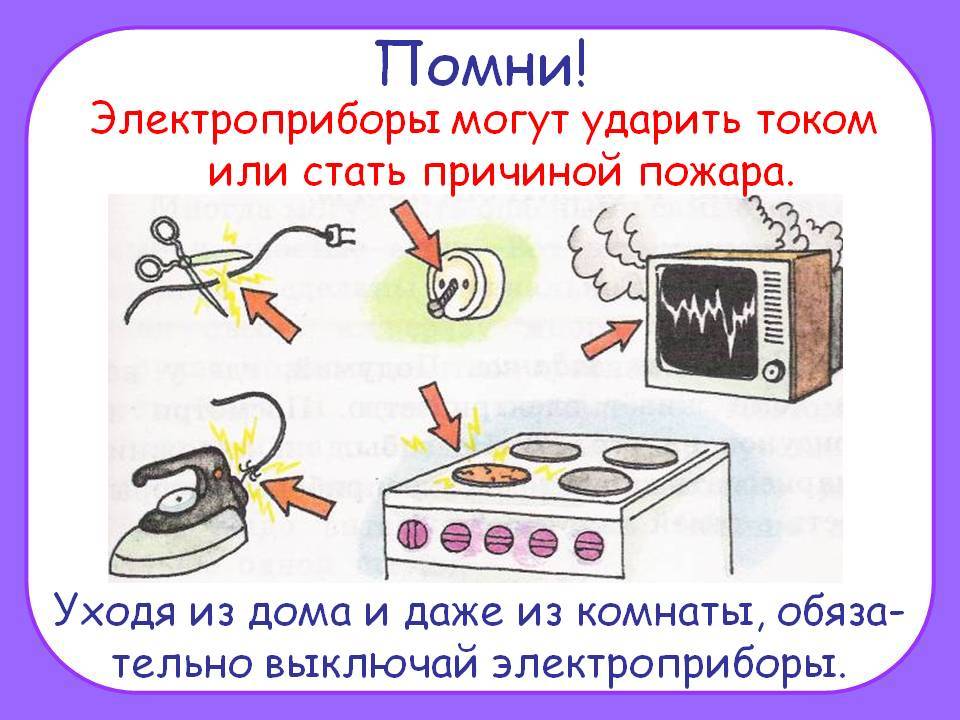 Помни!
Электроприборы могут ударить током
или стать причиной пожара.
Уходя из дома и даже из комнаты, обяза-
тельно выключай электроприборы.